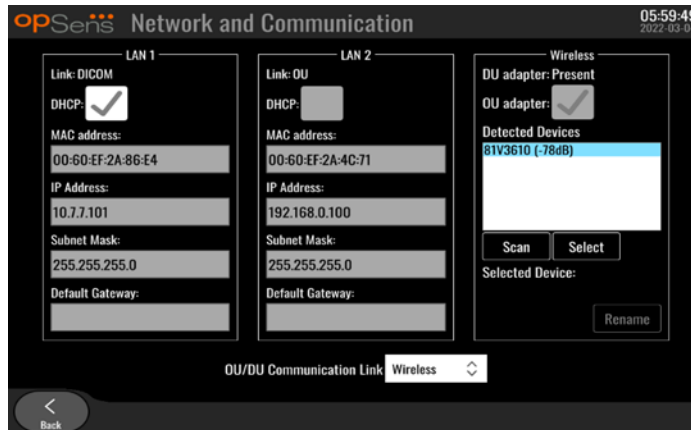 opSens Network and Communication
05:59:49
2022-03-0
LAN 1
Link: DICOM
DHCP:
MAC address:
00:60:EF:2A:86:E4
IP Address:
10.7.7.101
Subnet Mask:
255.255.255.0
Default Gateway:
LAN 2
Link: OU
DHCP:
MAC address:
00:60:EF:2A:4C:71
IP Address:
192.168.0.100
Subnet Mask:
255.255.255.0
Default Gateway:
Wireless
DU adapter: Present
OU adapter:
Detected Devices
81V3610 (-78dB)
Scan Select
Selected Device:
Rename
OU/DU Communication Link Wireless
Back